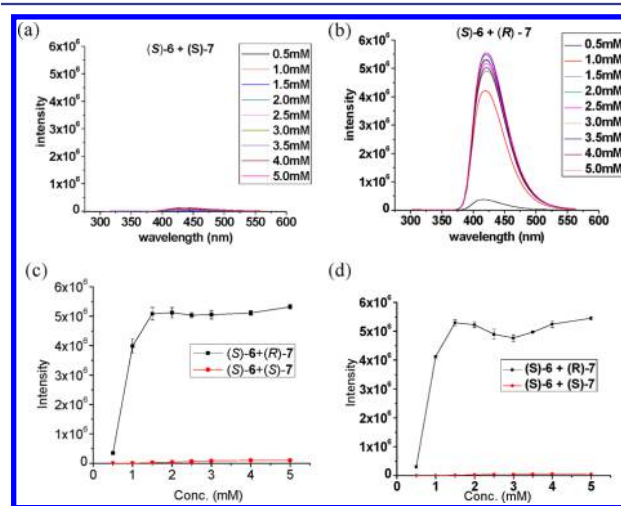 (a)
(S)-6 + (S)-7
intensity
6x10⁶
5x10⁶
4x10⁶
3x10⁶
2x10⁶
1x10⁶
0
300 350 400 450 500 550 600
wavelength (nm)
0.5mM
1.0mM
1.5mM
2.0mM
2.5mM
3.0mM
3.5mM
4.0mM
5.0mM
(b)
(S)-6 + (R) - 7
intensity
6x10⁶
5x10⁶
4x10⁶
3x10⁶
2x10⁶
1x10⁶
0
300 350 400 450 500 550 600
wavelength (nm)
0.5mM
1.0mM
1.5mM
2.0mM
2.5mM
3.0mM
3.5mM
4.0mM
5.0mM
(c)
Intensity
6x10⁶
5x10⁶
4x10⁶
3x10⁶
2x10⁶
1x10⁶
0
0 1 2 3 4 5
Conc. (mM)
(S)-6+(R)-7
(S)-6+(S)-7
(d)
Intensity
6x10⁶
5x10⁶
4x10⁶
3x10⁶
2x10⁶
1x10⁶
0
0 1 2 3 4 5
Conc. (mM)
(S)-6 + (R)-7
(S)-6 + (S)-7